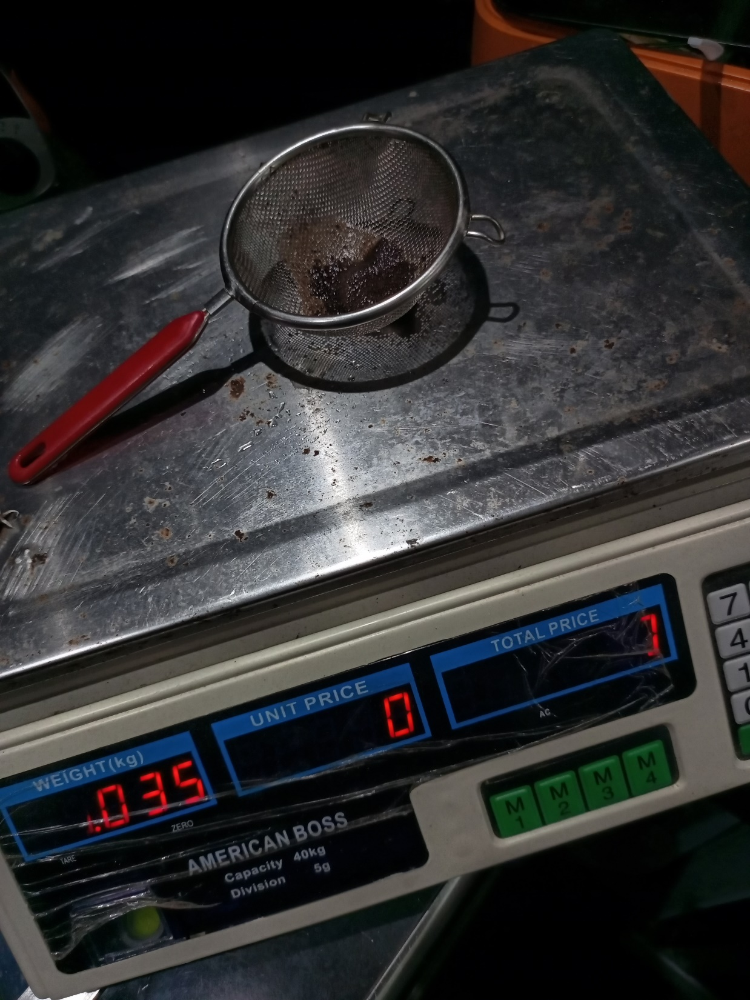 7
4
1
0
TOTAL PRICE
UNIT PRICE
0
WEIGHT(kg)
.035
AC
ZERO
TARE
M
1
M
2
M
3
M
4
AMERICAN BOSS
Capacity 40kg
Division 5g